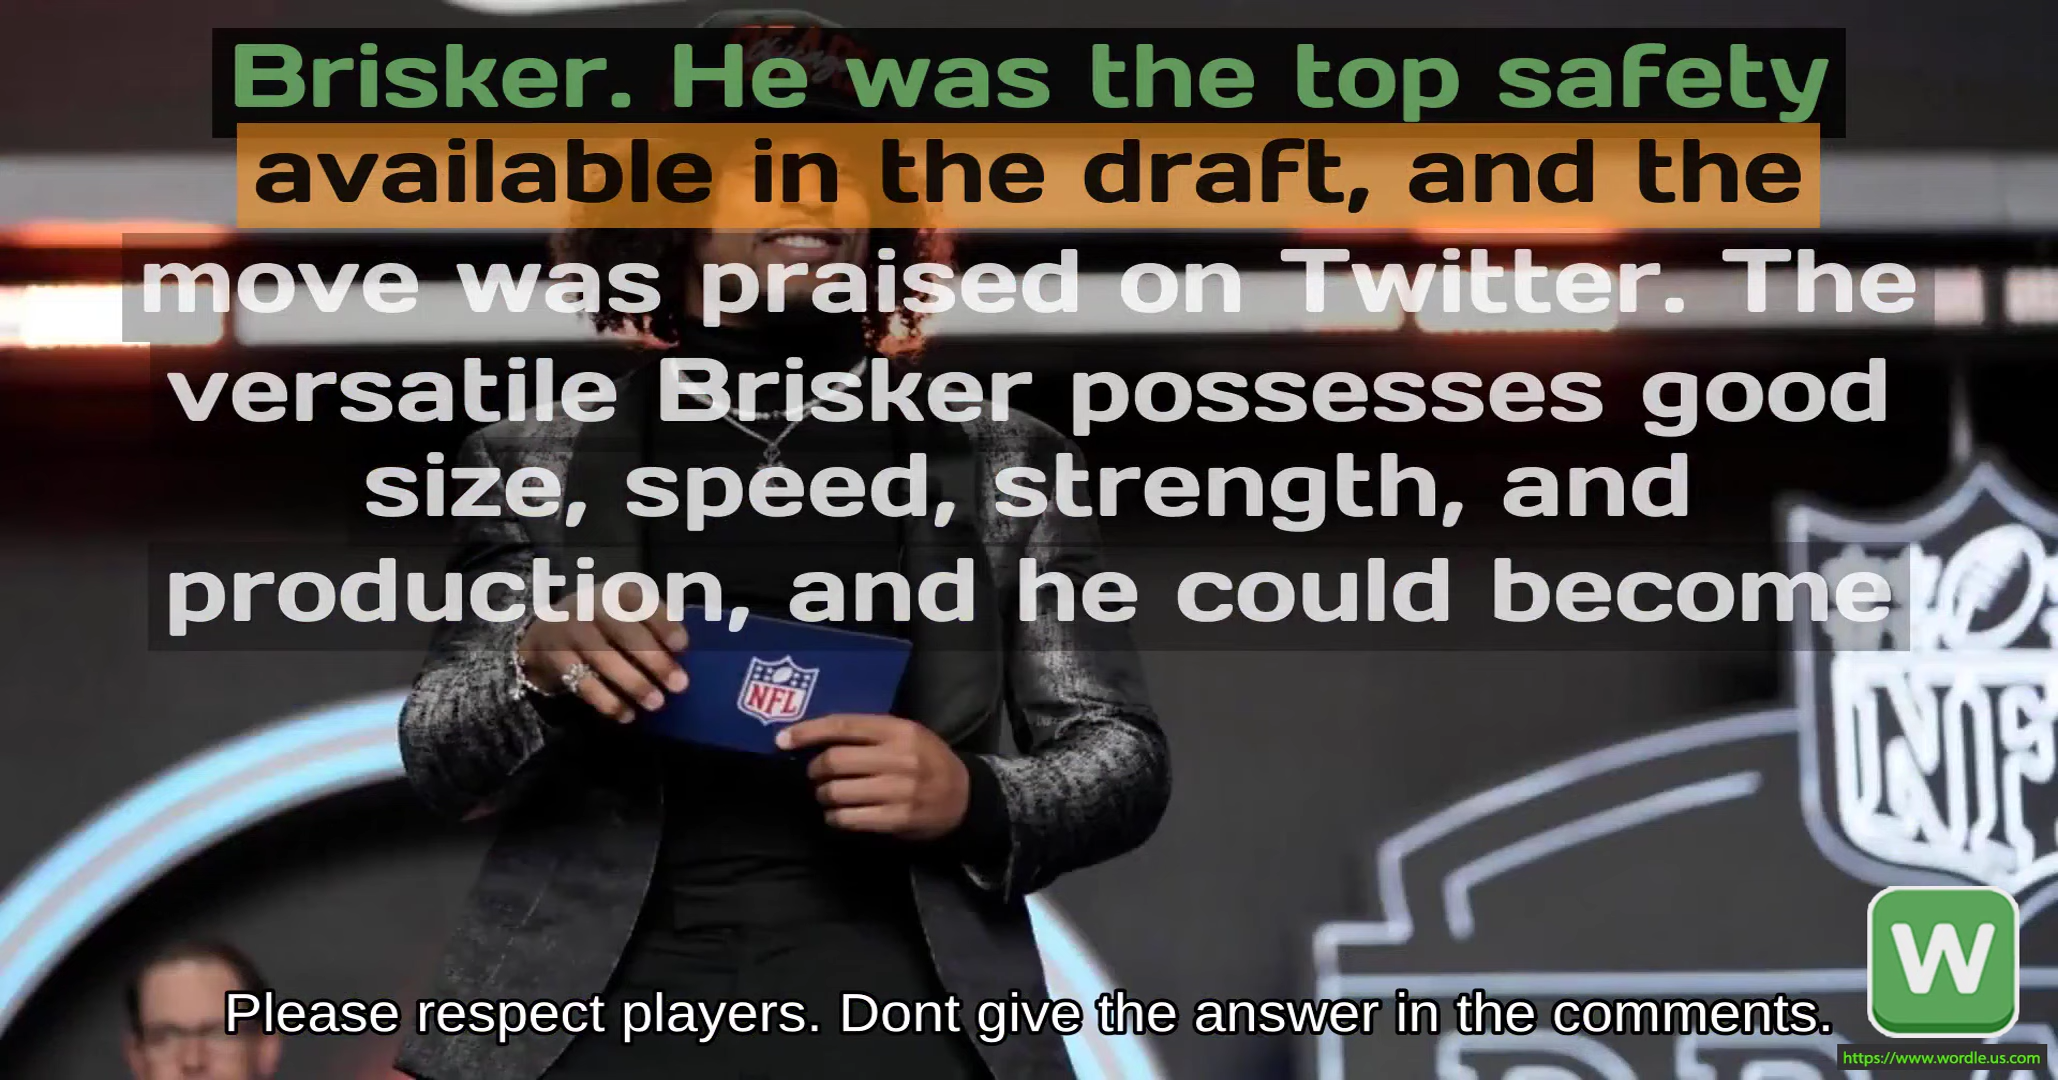 Brisker. He was the top safety
available in the draft, and the
move was praised on Twitter. The
versatile Brisker possesses good
size, speed, strength, and
production, and he could become
NFL
NF
W
Please respect players. Dont give the answer in the comments.
https://www.wordle.us.com